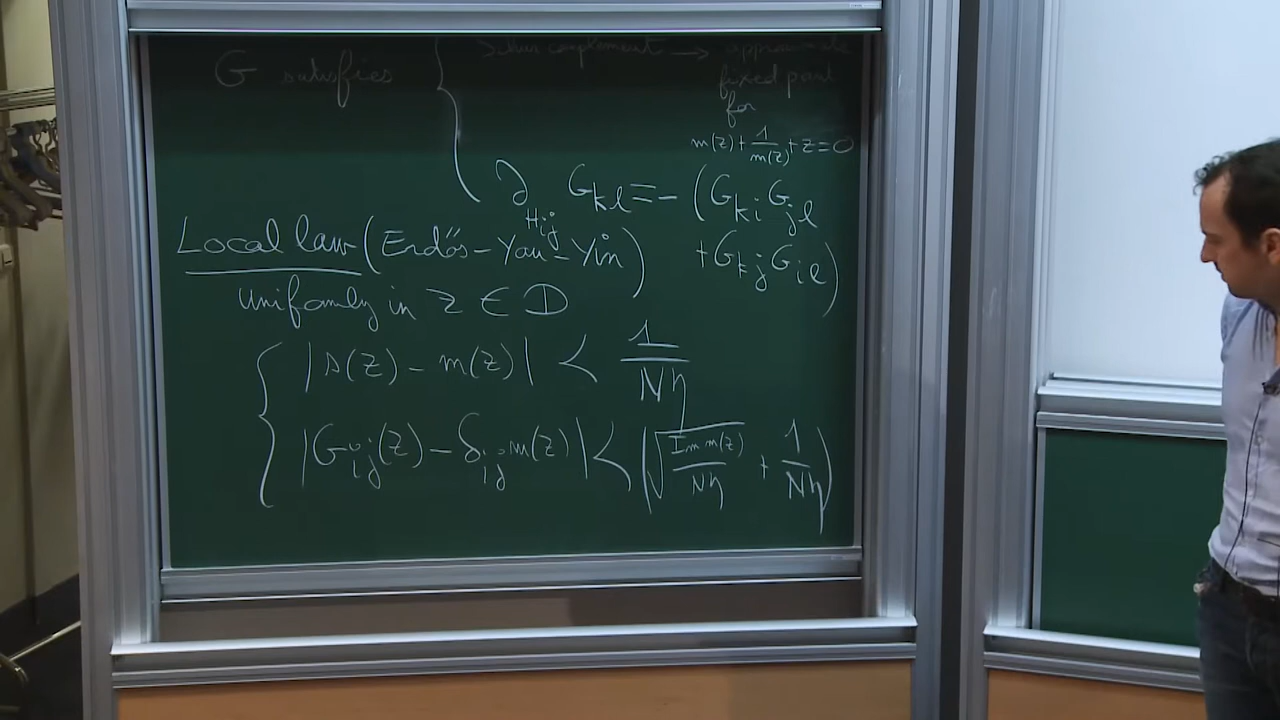 G satisfies
Schur complement → approximate
fixed point
for
m(z) + 1/m(z) + z = 0
∂_{H_{ij}} G_{kl} = - (G_{ki} G_{jl}
+ G_{kj} G_{il})
Local law (Erdős - Yau - Yin)
Uniformly in z ∈ D
|s(z) - m(z)| ≺ 1/(Nη)
|G_{ij}(z) - δ_{ij} m(z)| ≺ (√(Im m(z)/(Nη)) + 1/(Nη))